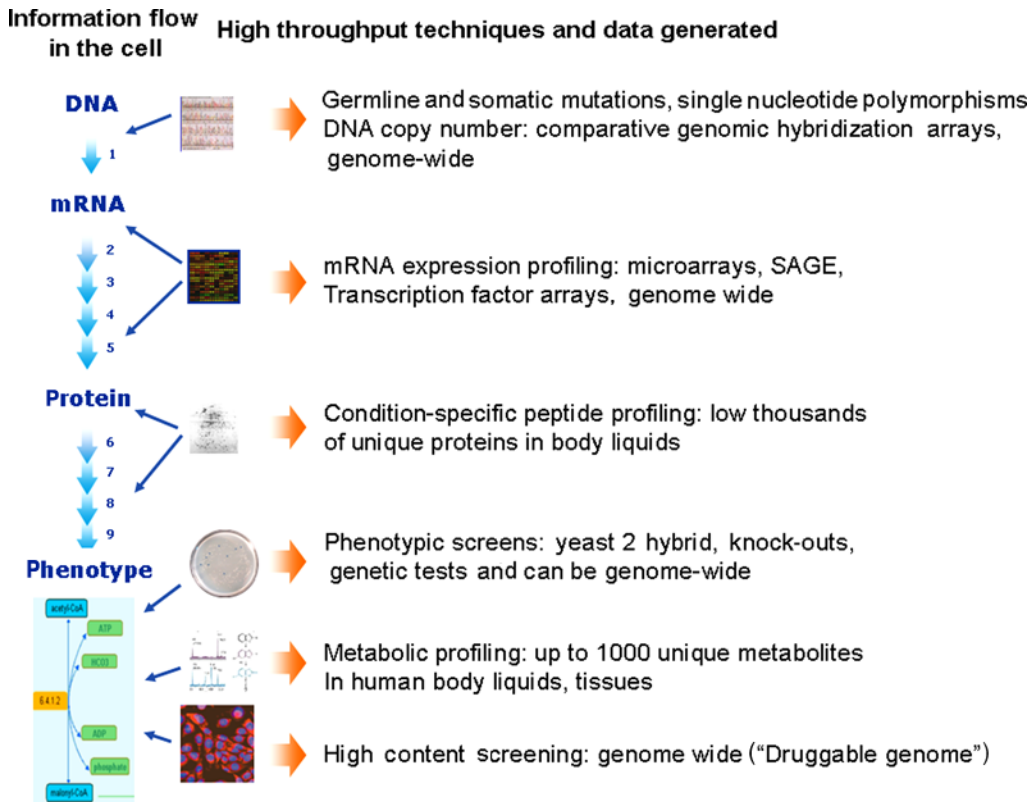 Information flow
in the cell
High throughput techniques and data generated
DNA
Germline and somatic mutations, single nucleotide polymorphisms
DNA copy number: comparative genomic hybridization arrays,
genome-wide
1
mRNA
2
3
4
5
mRNA expression profiling: microarrays, SAGE,
Transcription factor arrays, genome wide
Protein
6
7
8
9
Condition-specific peptide profiling: low thousands
of unique proteins in body liquids
Phenotype
Phenotypic screens: yeast 2 hybrid, knock-outs,
genetic tests and can be genome-wide
acetyl-CoA
ATP
HCO3
6.4.1.2
ADP
phosphate
malonyl-CoA
Metabolic profiling: up to 1000 unique metabolites
In human body liquids, tissues
High content screening: genome wide (“Druggable genome”)